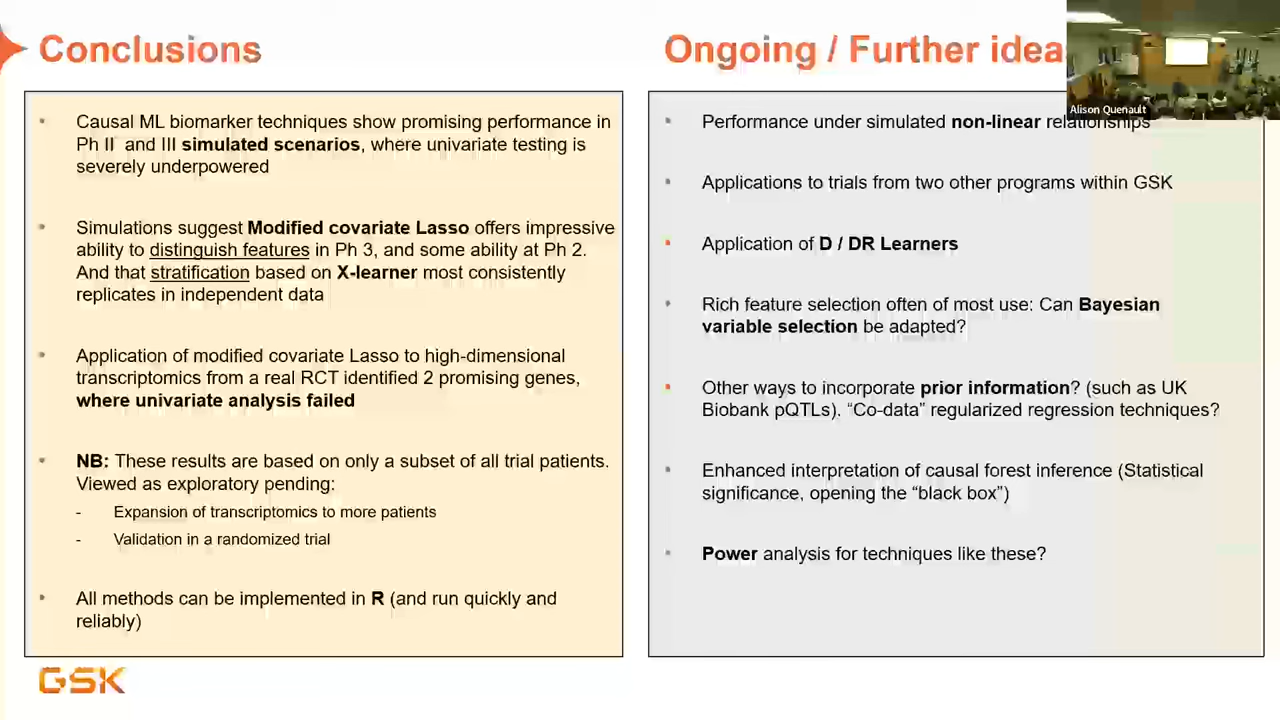 Conclusions
Causal ML biomarker techniques show promising performance in
Ph II and III simulated scenarios, where univariate testing is
severely underpowered
Simulations suggest Modified covariate Lasso offers impressive
ability to distinguish features in Ph 3, and some ability at Ph 2.
And that stratification based on X-learner most consistently
replicates in independent data
Application of modified covariate Lasso to high-dimensional
transcriptomics from a real RCT identified 2 promising genes,
where univariate analysis failed
NB: These results are based on only a subset of all trial patients.
Viewed as exploratory pending:
- Expansion of transcriptomics to more patients
- Validation in a randomized trial
All methods can be implemented in R (and run quickly and
reliably)
GSK
Ongoing / Further idea
Alison Quenault
Performance under simulated non-linear relationships
Applications to trials from two other programs within GSK
Application of D / DR Learners
Rich feature selection often of most use: Can Bayesian
variable selection be adapted?
Other ways to incorporate prior information? (such as UK
Biobank pQTLs). “Co-data” regularized regression techniques?
Enhanced interpretation of causal forest inference (Statistical
significance, opening the “black box”)
Power analysis for techniques like these?